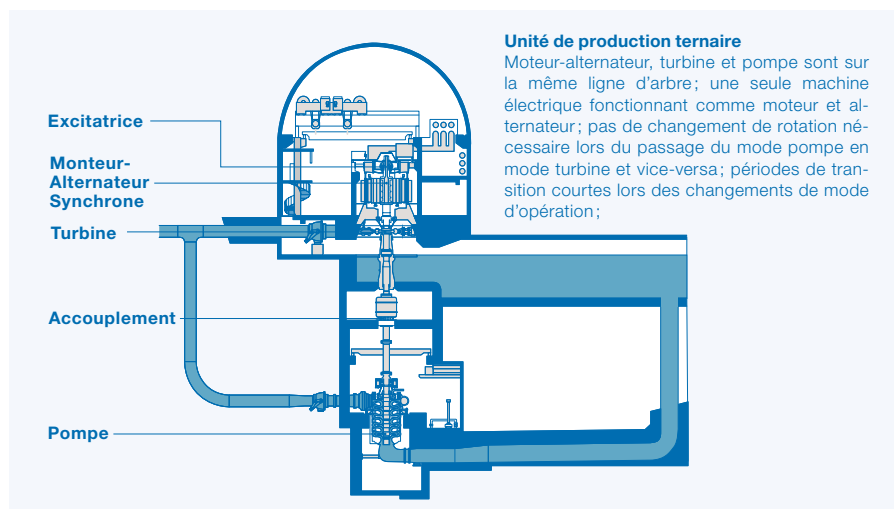 Unité de production ternaire
Moteur-alternateur, turbine et pompe sont sur
la même ligne d'arbre; une seule machine
électrique fonctionnant comme moteur et al-
ternateur; pas de changement de rotation né-
cessaire lors du passage du mode pompe en
mode turbine et vice-versa; périodes de tran-
sition courtes lors des changements de mode
d'opération;
Excitatrice
Monteur-
Alternateur
Synchrone
Turbine
Accouplement
Pompe